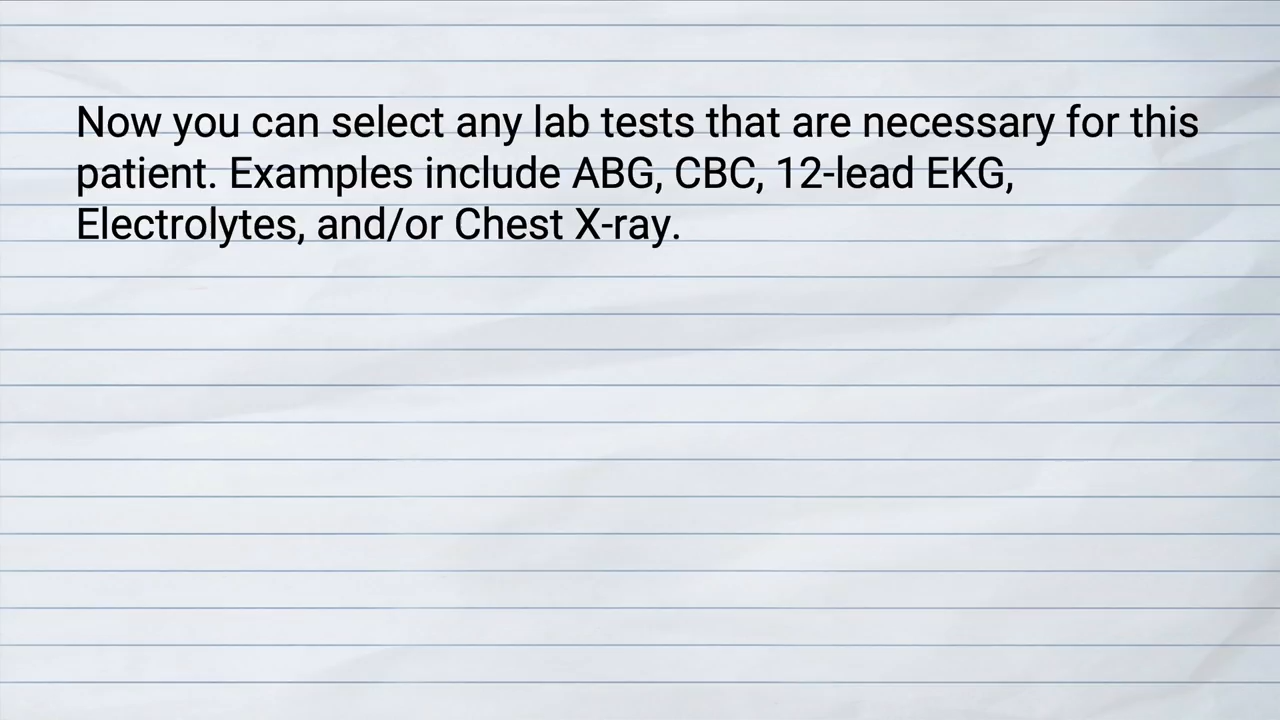 Now you can select any lab tests that are necessary for this
patient. Examples include ABG, CBC, 12-lead EKG,
Electrolytes, and/or Chest X-ray.